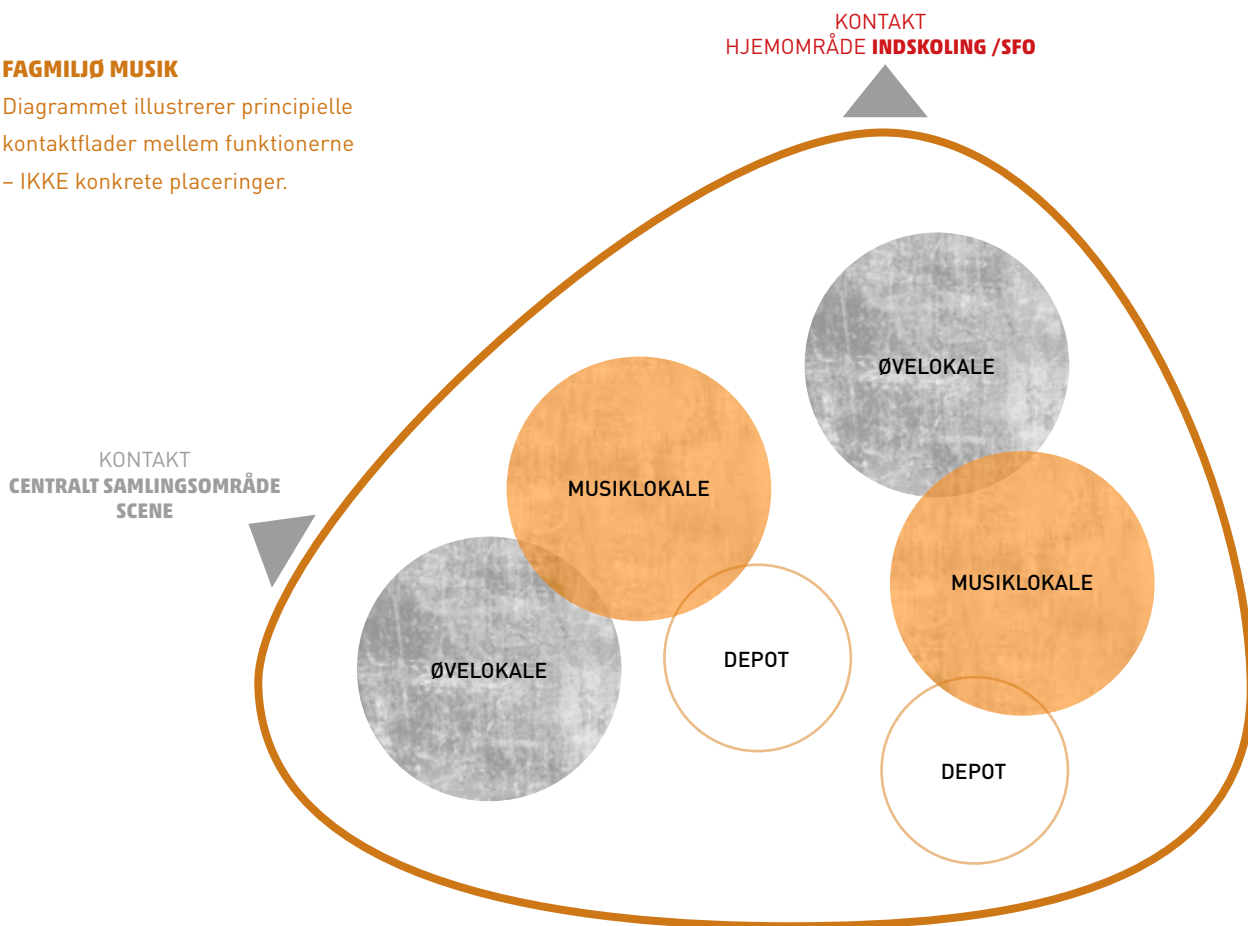 FAGMILJØ MUSIK
Diagrammet illustrerer principielle
kontaktflader mellem funktionerne
– IKKE konkrete placeringer.
KONTAKT
HJEMOMRÅDE INDSKOLING /SFO
KONTAKT
CENTRALT SAMLINGSOMRÅDE
SCENE
ØVELOKALE
MUSIKLOKALE
MUSIKLOKALE
ØVELOKALE
DEPOT
DEPOT